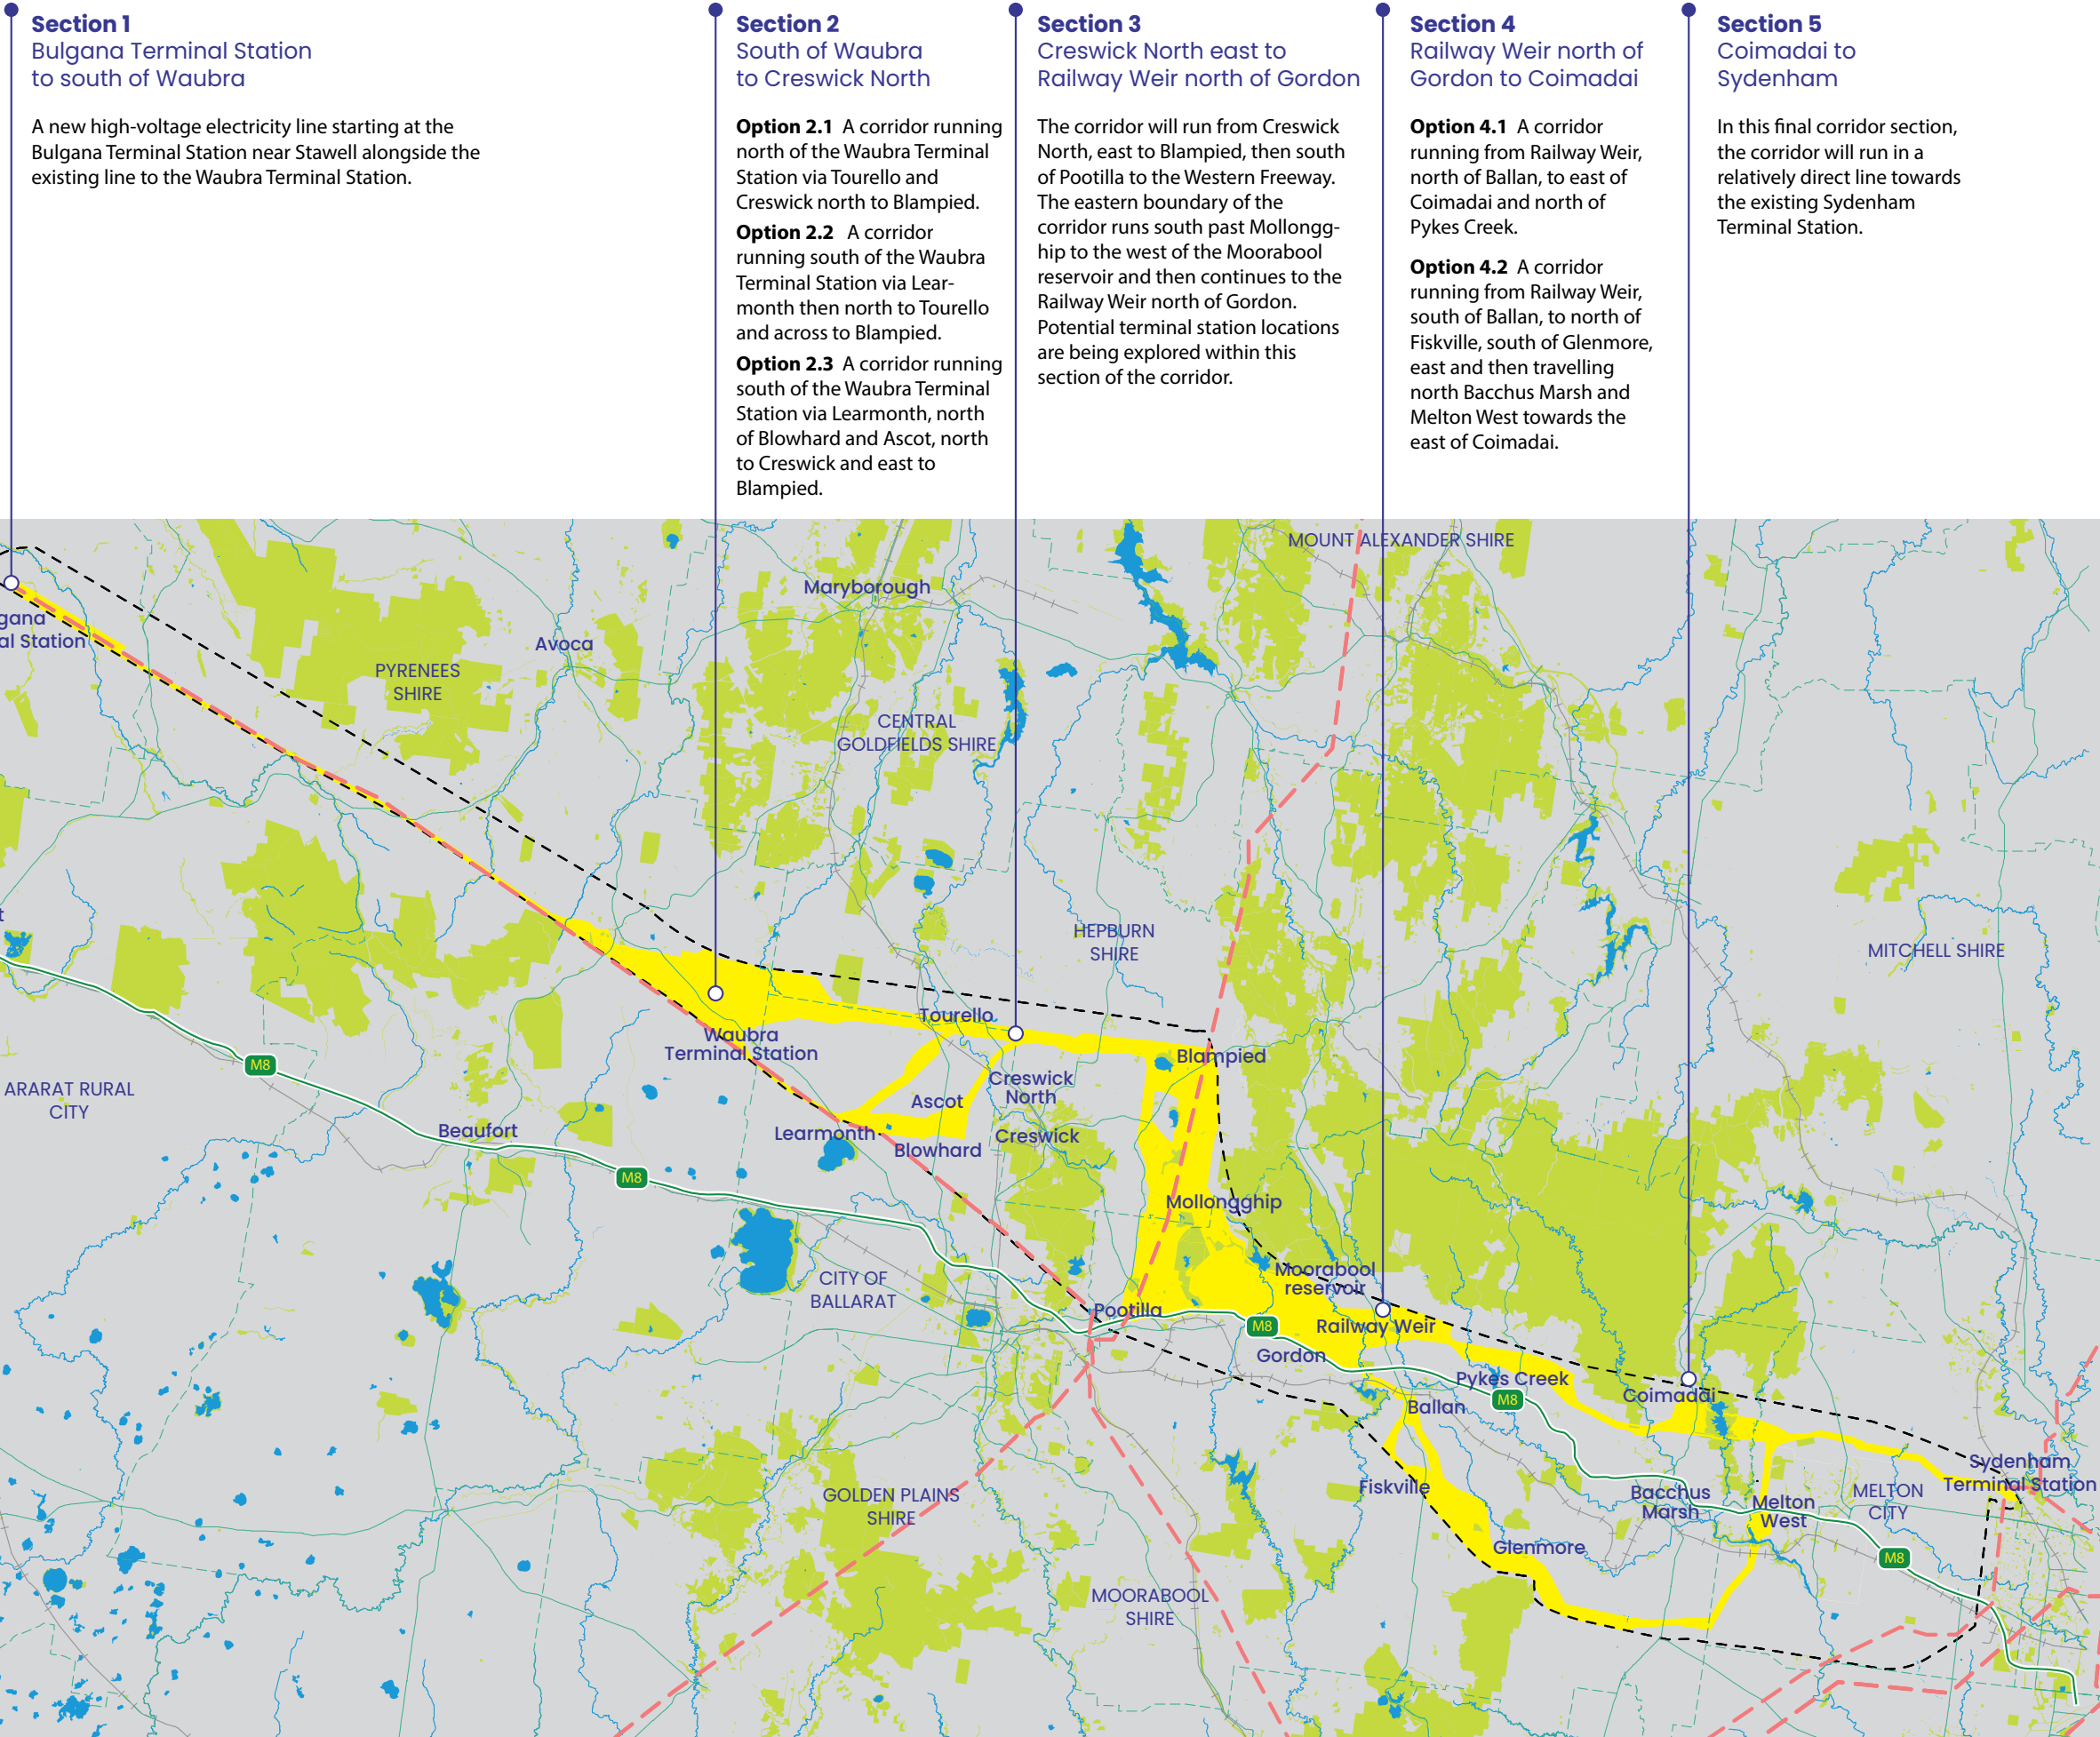 Section 1
Bulgana Terminal Station
to south of Waubra
A new high-voltage electricity line starting at the
Bulgana Terminal Station near Stawell alongside the
existing line to the Waubra Terminal Station.
Section 2
South of Waubra
to Creswick North
Option 2.1 A corridor running
north of the Waubra Terminal
Station via Tourello and
Creswick north to Blampied.
Option 2.2 A corridor
running south of the Waubra
Terminal Station via Lear-
month then north to Tourello
and across to Blampied.
Option 2.3 A corridor running
south of the Waubra Terminal
Station via Learmonth, north
of Blowhard and Ascot, north
to Creswick and east to
Blampied.
Section 3
Creswick North east to
Railway Weir north of Gordon
The corridor will run from Creswick
North, east to Blampied, then south
of Pootilla to the Western Freeway.
The eastern boundary of the
corridor runs south past Mollongg-
hip to the west of the Moorabool
reservoir and then continues to the
Railway Weir north of Gordon.
Potential terminal station locations
are being explored within this
section of the corridor.
Section 4
Railway Weir north of
Gordon to Coimadai
Option 4.1 A corridor
running from Railway Weir,
north of Ballan, to east of
Coimadai and north of
Pykes Creek.
Option 4.2 A corridor
running from Railway Weir,
south of Ballan, to north of
Fiskville, south of Glenmore,
east and then travelling
north Bacchus Marsh and
Melton West towards the
east of Coimadai.
Section 5
Coimadai to
Sydenham
In this final corridor section,
the corridor will run in a
relatively direct line towards
the existing Sydenham
Terminal Station.
MOUNT ALEXANDER SHIRE
Maryborough
gana
al Station
Avoca
PYRENEES
SHIRE
CENTRAL
GOLDFIELDS SHIRE
t
HEPBURN
SHIRE
MITCHELL SHIRE
Tourello
Waubra
Terminal Station
Blampied
M8
Creswick
North
ARARAT RURAL
CITY
Ascot
Beaufort
Learmonth
Creswick
Blowhard
M8
Mollongghip
Moorabool
reservoir
CITY OF
BALLARAT
Pootilla
M8
Railway Weir
Gordon
Pykes Creek
M8
Coimadai
Ballan
Sydenham
Terminal Station
Fiskville
GOLDEN PLAINS
SHIRE
Bacchus
Marsh
Melton
West
MELTON
CITY
Glenmore
M8
MOORABOOL
SHIRE